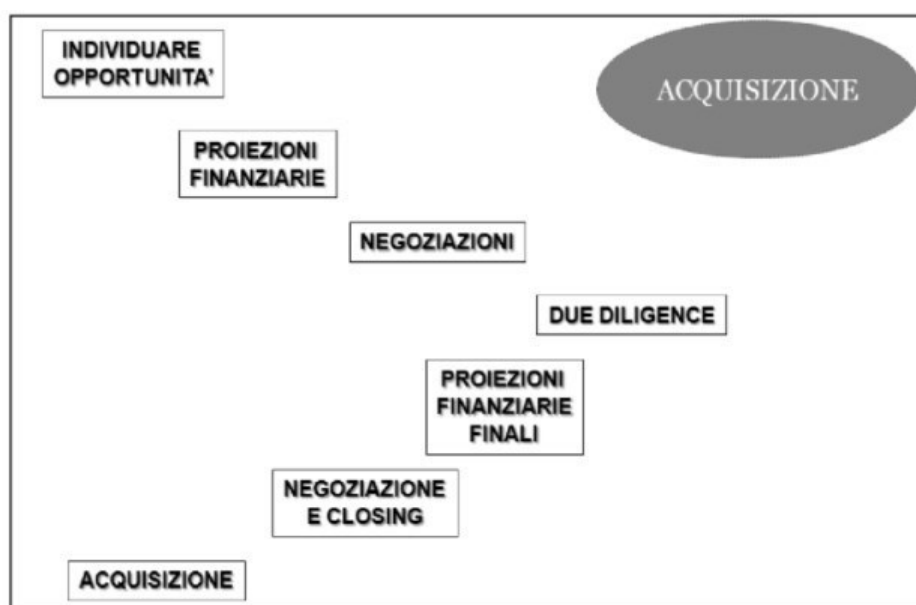 INDIVIDUARE
OPPORTUNITA'
ACQUISIZIONE
PROIEZIONI
FINANZIARIE
NEGOZIAZIONI
DUE DILIGENCE
PROIEZIONI
FINANZIARIE
FINALI
NEGOZIAZIONE
E CLOSING
ACQUISIZIONE